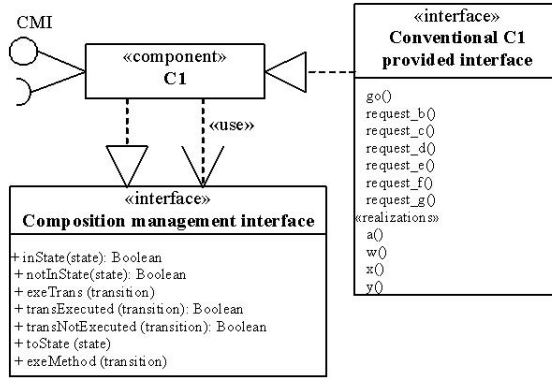 CMI
«component»
C1
«use»
«interface»
Conventional C1
provided interface
go()
request_b()
request_c()
request_d()
request_e()
request_f()
request_g()
«realizations»
a()
w()
x()
y()
«interface»
Composition management interface
+ inState(state): Boolean
+ notInState(state): Boolean
+ exeTrans (transition)
+ transExecuted (transition): Boolean
+ transNotExecuted (transition): Boolean
+ toState (state)
+ exeMethod (transition)